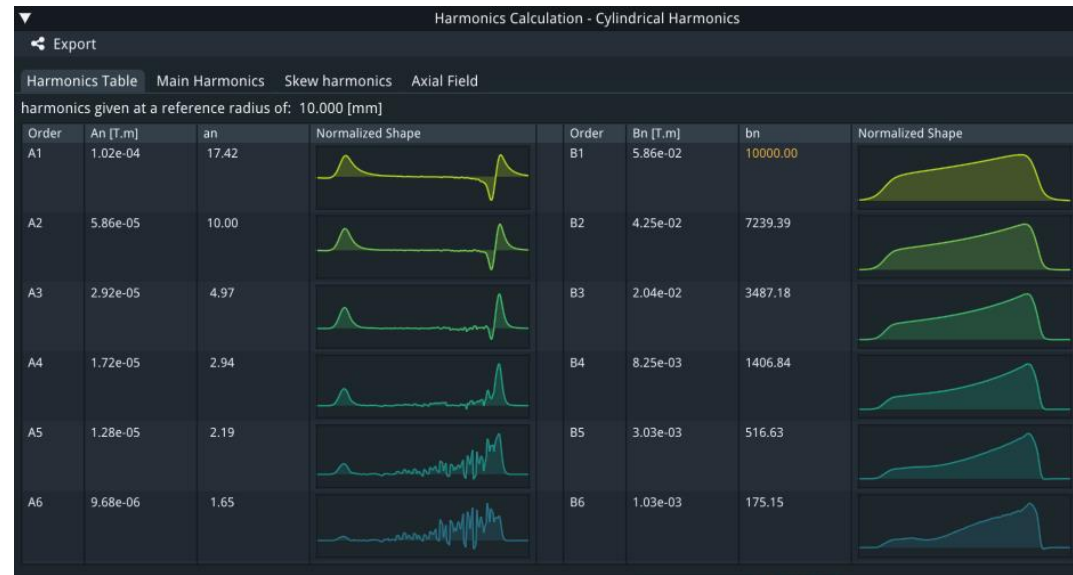 Harmonics Calculation - Cylindrical Harmonics
Export
Harmonics Table Main Harmonics Skew harmonics Axial Field
harmonics given at a reference radius of: 10.000 [mm]
Order An [T.m] an Normalized Shape Order Bn [T.m] bn Normalized Shape
A1 1.02e-04 17.42 B1 5.86e-02 10000.00
A2 5.86e-05 10.00 B2 4.25e-02 7239.39
A3 2.92e-05 4.97 B3 2.04e-02 3487.18
A4 1.72e-05 2.94 B4 8.25e-03 1406.84
A5 1.28e-05 2.19 B5 3.03e-03 516.63
A6 9.68e-06 1.65 B6 1.03e-03 175.15